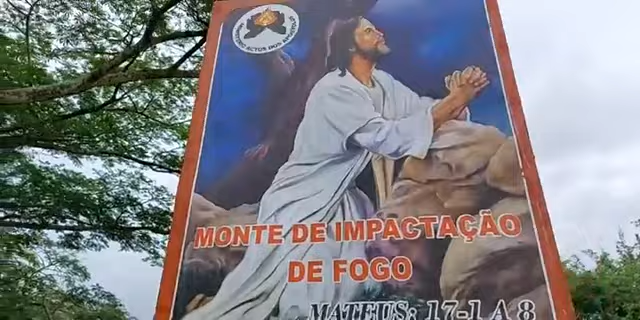 MONTE DE IMPACTAÇÃO
DE FOGO
MATEUS: 17-1 A 8